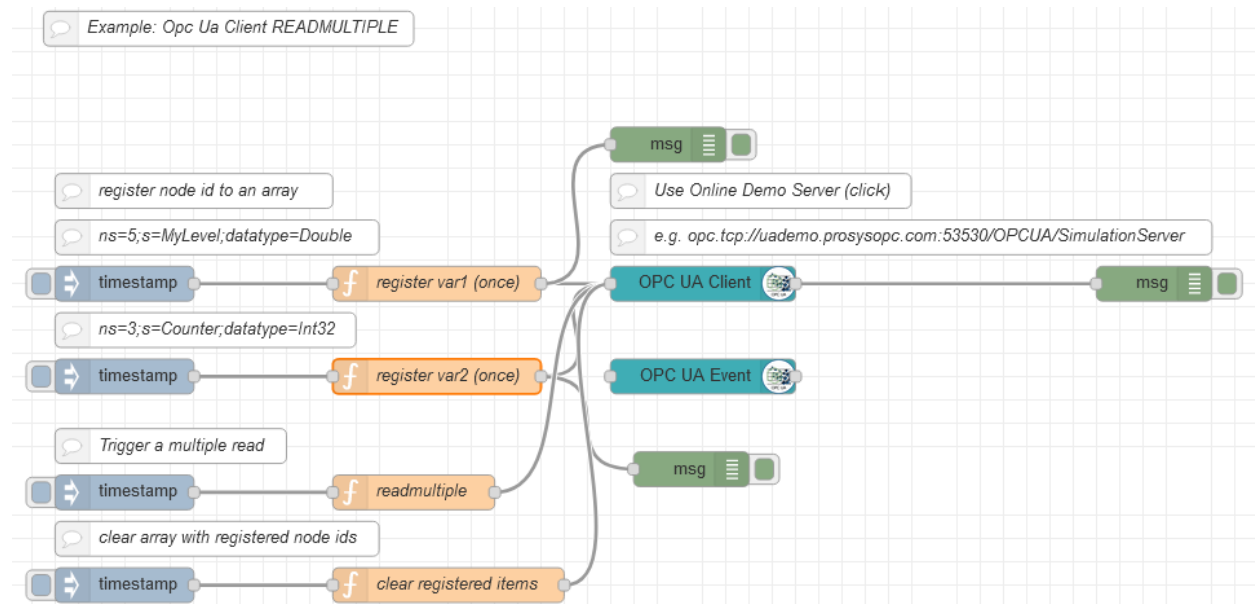 Example: Opc Ua Client READMULTIPLE
msg
register node id to an array
Use Online Demo Server (click)
ns=5;s=MyLevel;datatype=Double
e.g. opc.tcp://uademo.prosysopc.com:53530/OPCUA/SimulationServer
timestamp
register var1 (once)
OPC UA Client
msg
ns=3;s=Counter;datatype=Int32
timestamp
register var2 (once)
OPC UA Event
Trigger a multiple read
msg
timestamp
readmultiple
clear array with registered node ids
timestamp
clear registered items